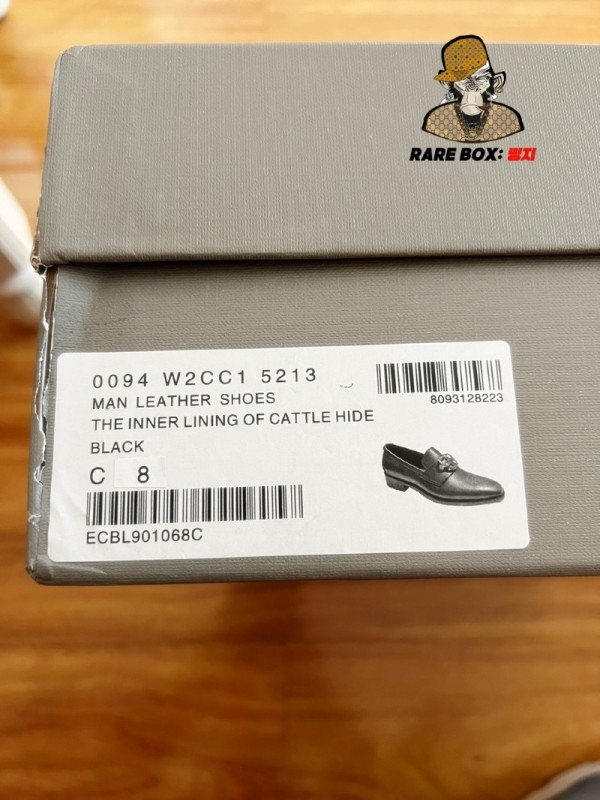 RARE BOX: 띵지
0094 W2CC1 5213
8093128223
MAN LEATHER SHOES
THE INNER LINING OF CATTLE HIDE
BLACK
C 8
ECBL901068C